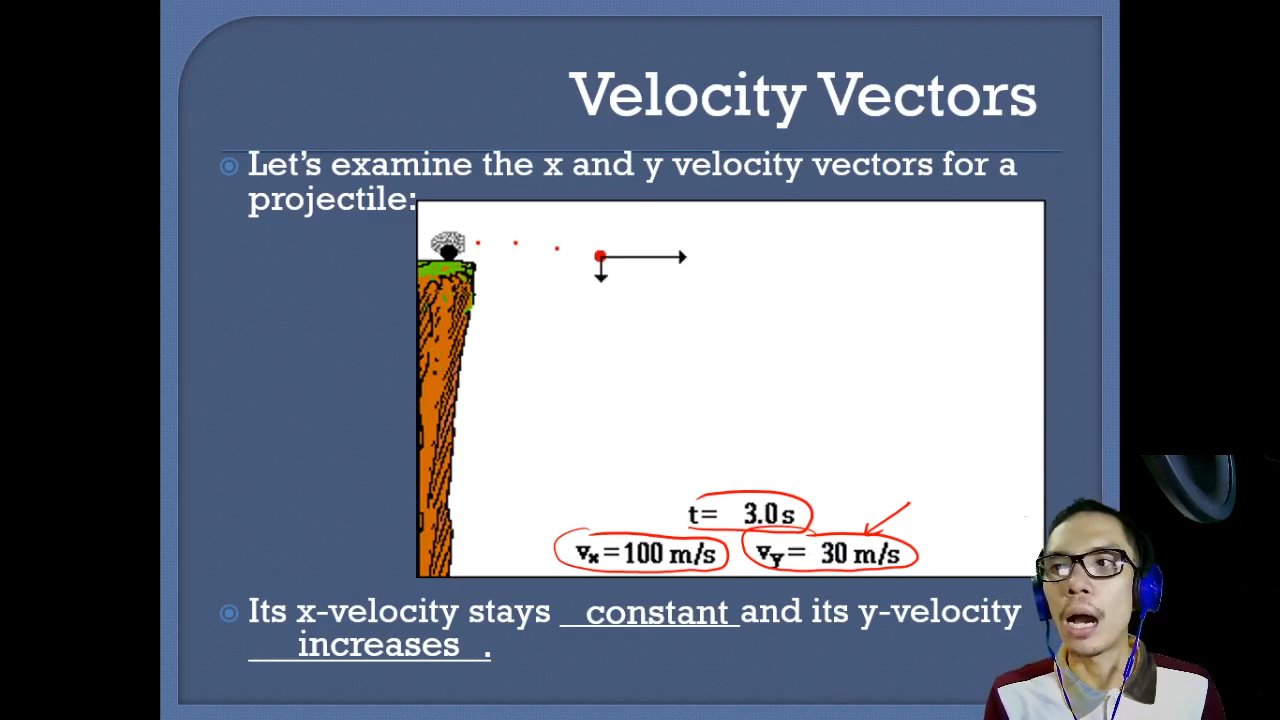 Velocity Vectors
Let's examine the x and y velocity vectors for a
projectile:
t= 3.0 s
vx=100 m/s vy= 30 m/s
Its x-velocity stays constant and its y-velocity
increases .